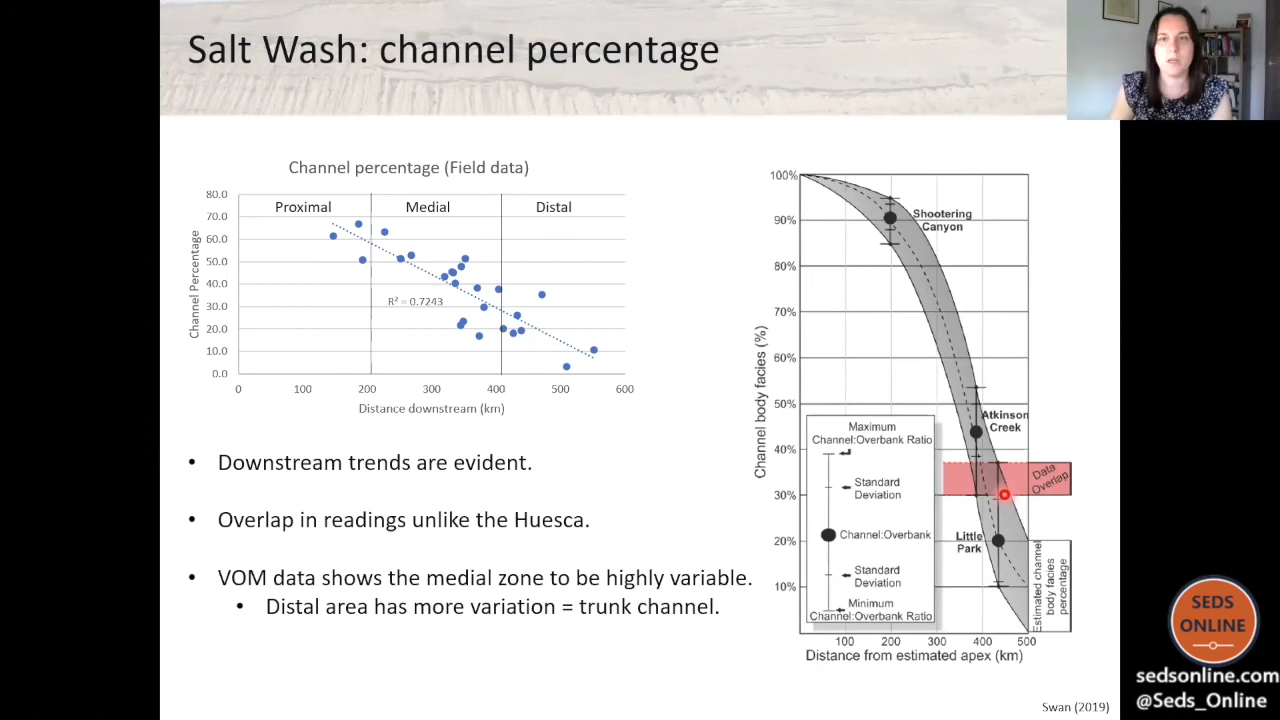 Salt Wash: channel percentage
Channel percentage (Field data)
Proximal
Medial
Distal
80.0
70.0
60.0
50.0
40.0
30.0
20.0
10.0
0.0
Channel Percentage
R² = 0.7243
0
200
300
400
500
600
Distance downstream (km)
• Downstream trends are evident.
• Overlap in readings unlike the Huesca.
• VOM data shows the medial zone to be highly variable.
• Distal area has more variation = trunk channel.
100%
90%
80%
70%
60%
50%
40%
30%
20%
10%
Channel body facies (%)
Shootering
Canyon
Atkinson
Creek
Little
Park
Data
Overlap
Estimated channel
body facies
percentage
Maximum
Channel:Overbank Ratio
Standard
Deviation
Channel:Overbank
Standard
Deviation
Minimum
Channel:Overbank Ratio
100
200
300
400
500
Distance from estimated apex (km)
Swan (2019)
SEDS
ONLINE
sedsonline.com
@Seds_Online